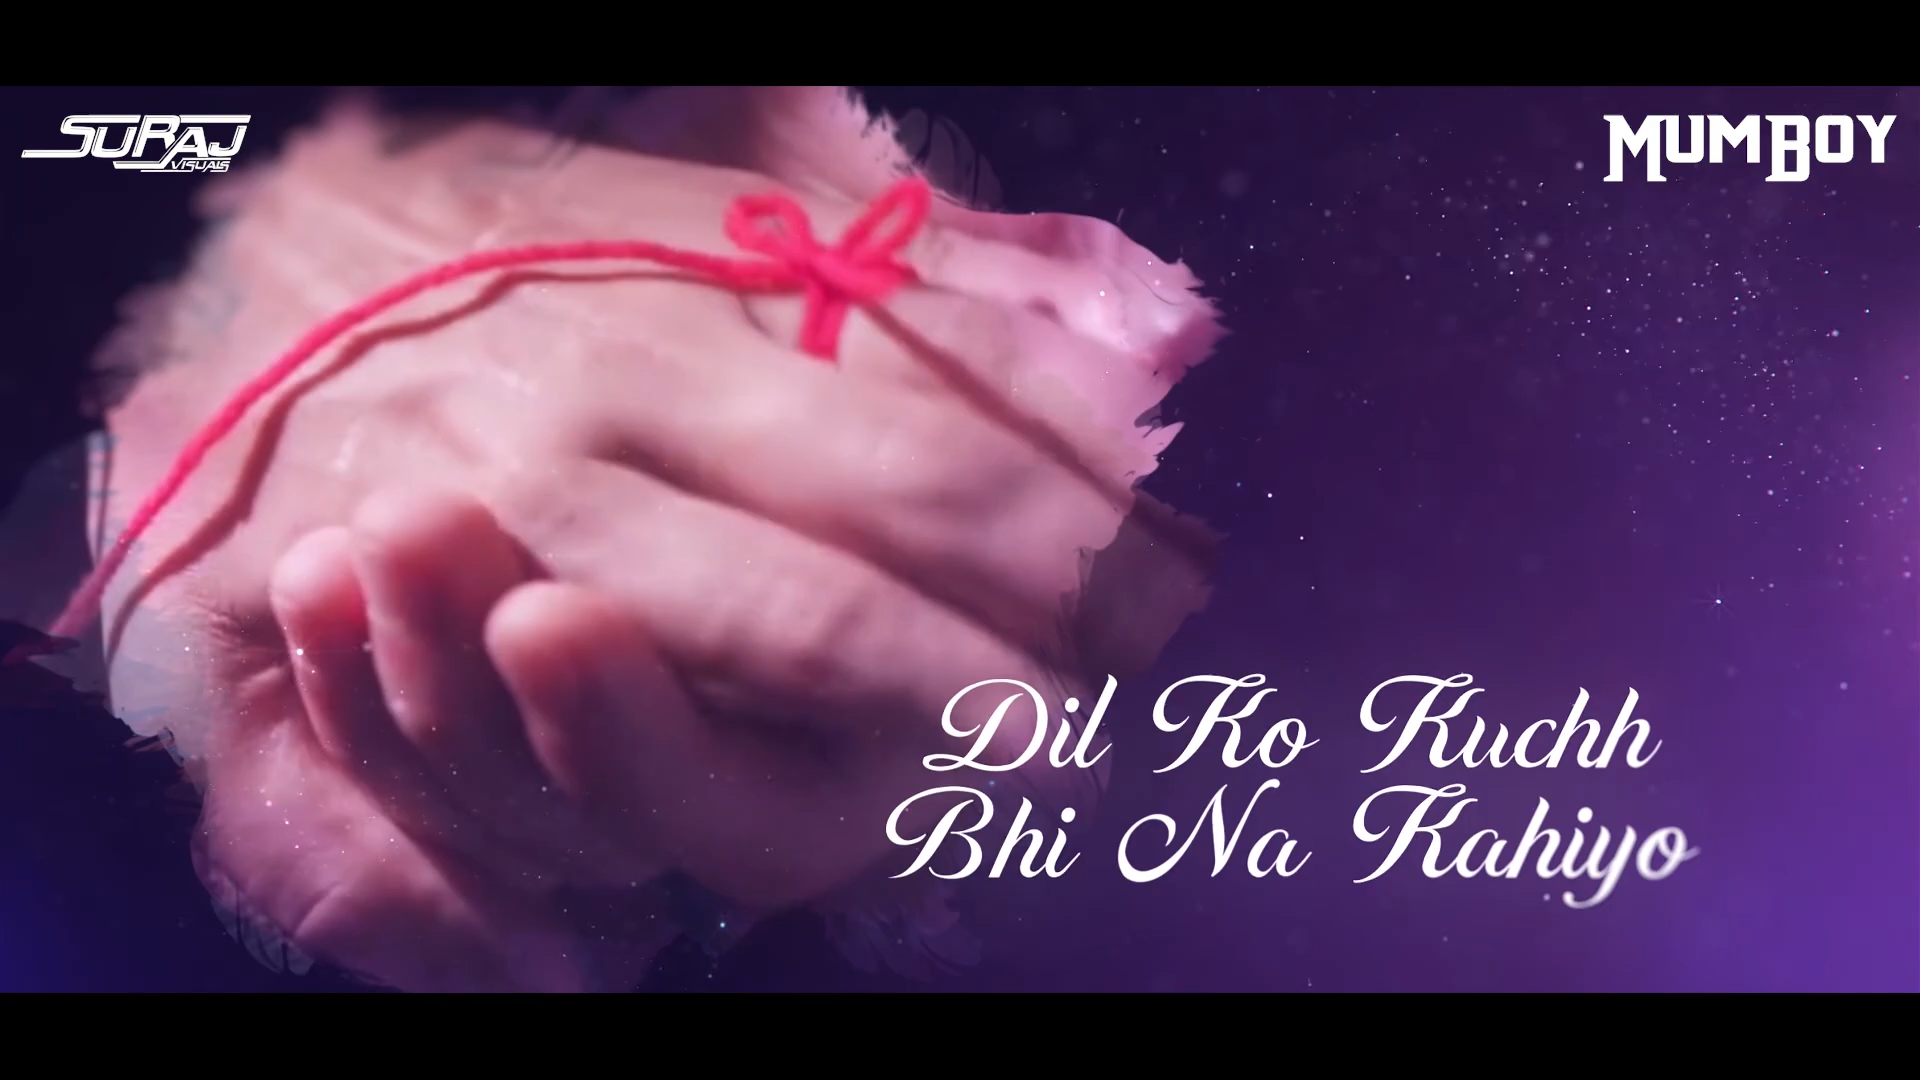 SURAJ
VISUALS
MUMBOY
Dil Ko Kuchh
Bhi Na Kahiyo